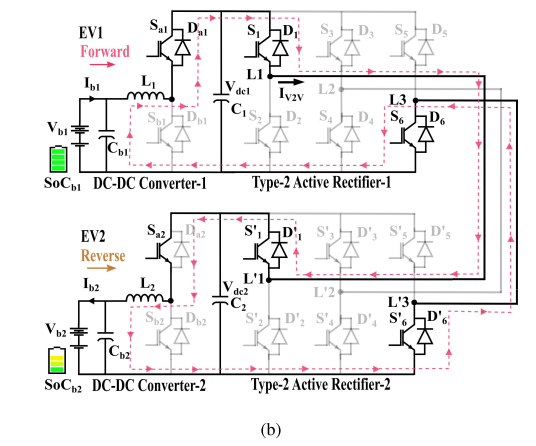 EV1
Forward
S_a1 D_a1 S_1 D_1 S_3 D_3 S_5 D_5
I_b1 L_1 V_dc1 L1 I_V2V L2 L3
C_1
V_b1 C_b1 S_b1 D_b1 S_2 D_2 S_4 D_4 S_6 D_6
SoC_b1 DC-DC Converter-1 Type-2 Active Rectifier-1
EV2
Reverse
S_a2 D_a2 S'_1 D'_1 S'_3 D'_3 S'_5 D'_5
I_b2 L_2 V_dc2 L'1 L'2 L'3
C_2
V_b2 C_b2 S_b2 D_b2 S'_2 D'_2 S'_4 D'_4 S'_6 D'_6
SoC_b2 DC-DC Converter-2 Type-2 Active Rectifier-2
(b)